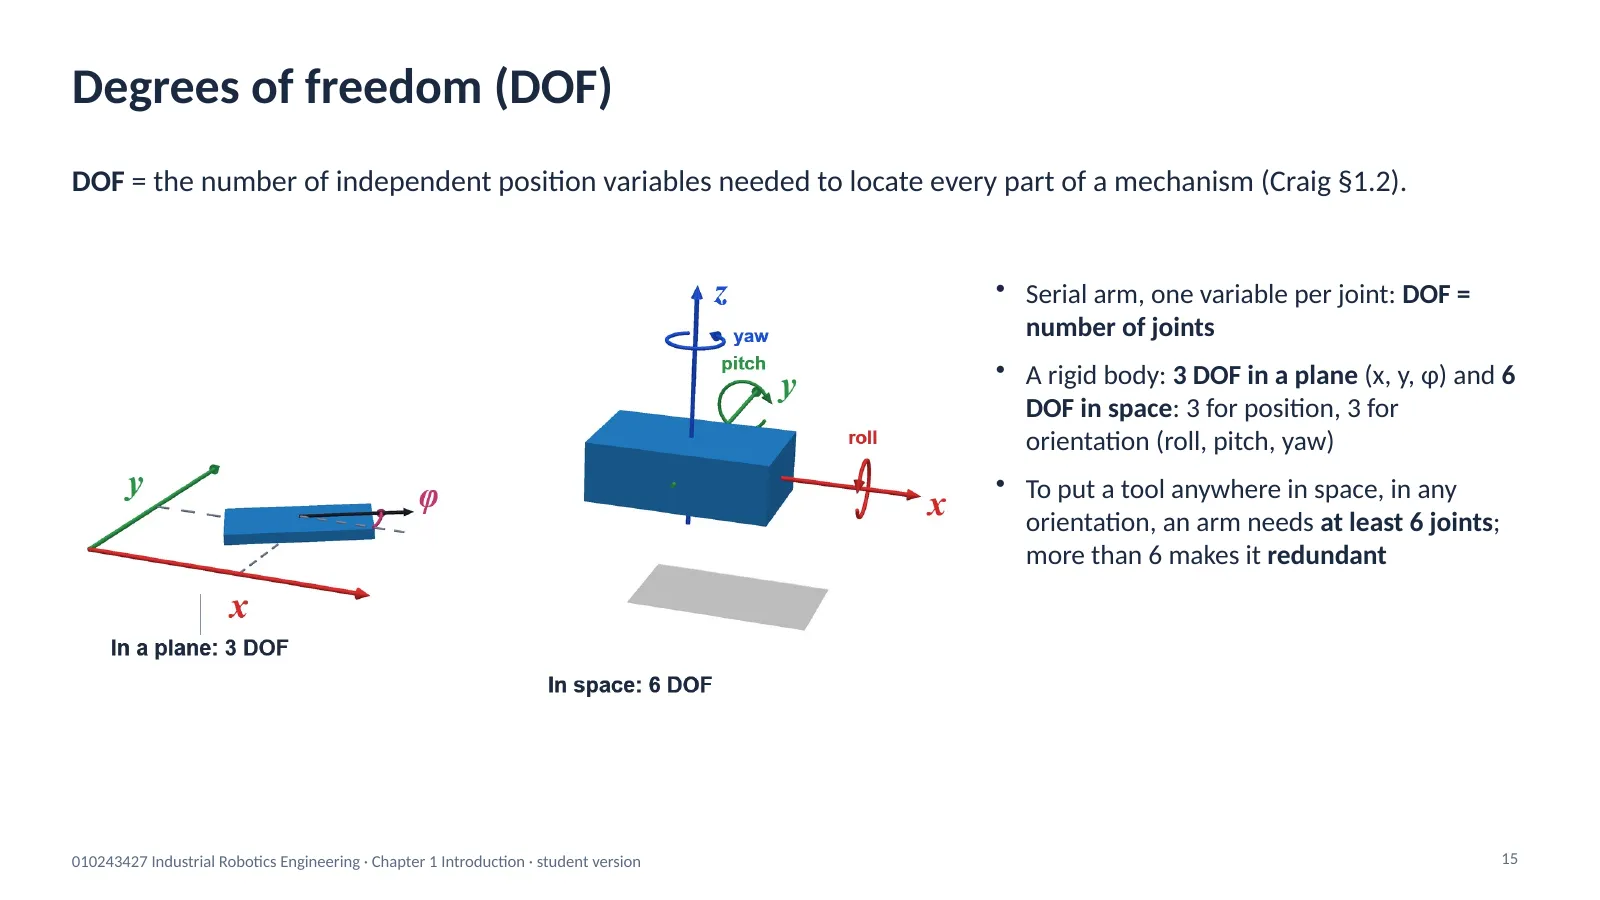 Degrees of freedom (DOF)
DOF = the number of independent position variables needed to locate every part of a mechanism (Craig §1.2).
z
yaw
pitch
y
roll
x
y
φ
x
In a plane: 3 DOF
In space: 6 DOF
• Serial arm, one variable per joint: DOF =
number of joints
• A rigid body: 3 DOF in a plane (x, y, φ) and 6
DOF in space: 3 for position, 3 for
orientation (roll, pitch, yaw)
• To put a tool anywhere in space, in any
orientation, an arm needs at least 6 joints;
more than 6 makes it redundant
010243427 Industrial Robotics Engineering · Chapter 1 Introduction · student version
15